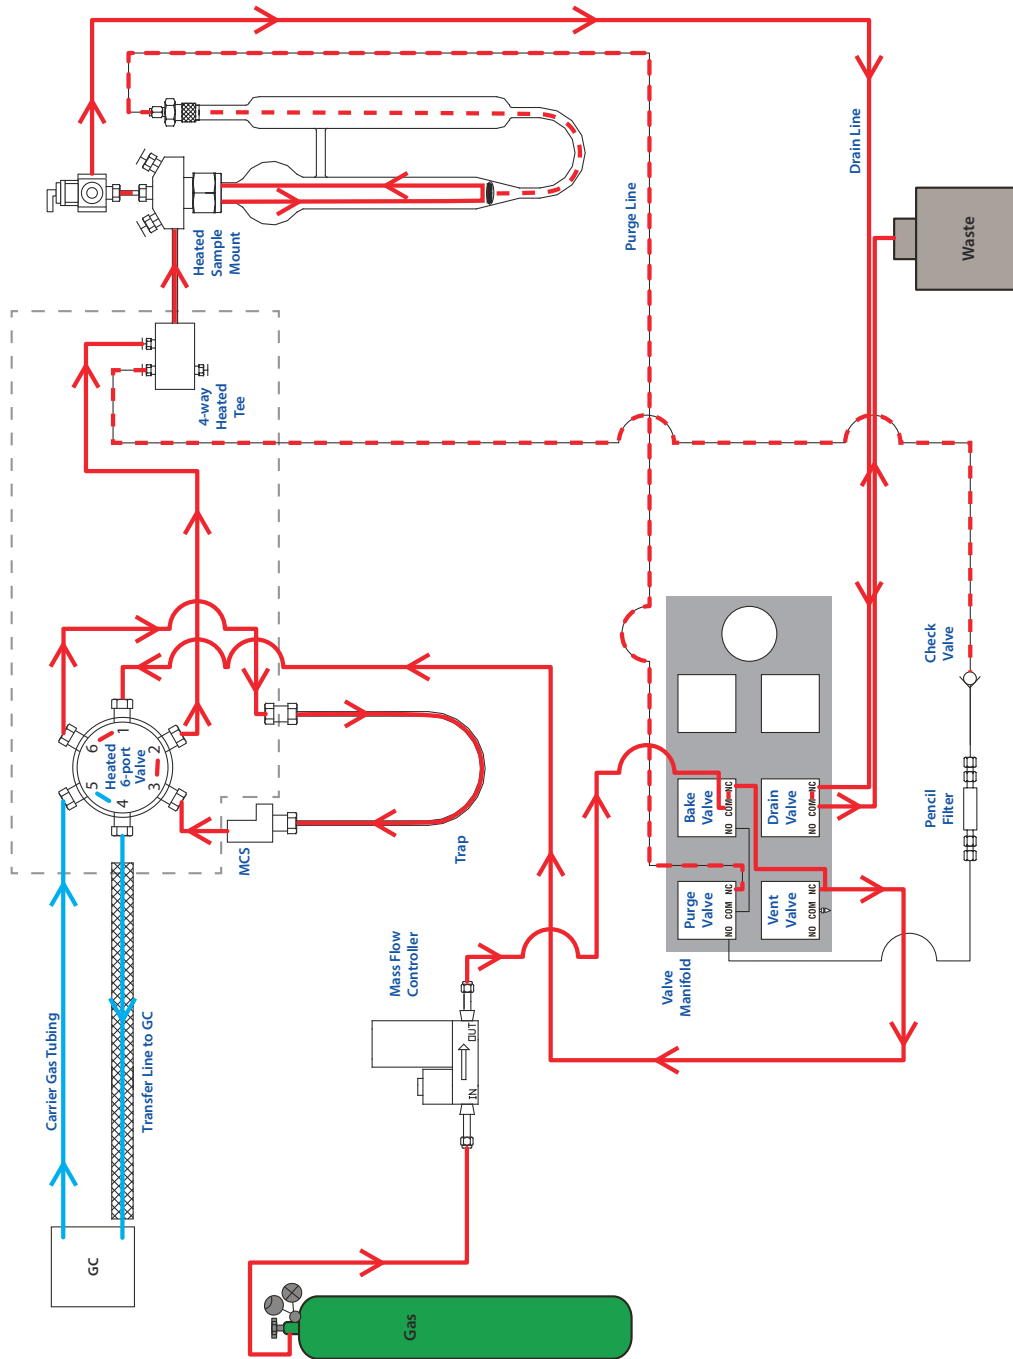 Drain Line
Waste
Purge Line
Heated
Sample
Mount
4-way
Heated
Tee
Check
Valve
Pencil
Filter
1
2
3
4
5
6
Heated
6-port
Valve
MCS
Trap
Bake
Valve
NO COM NC
Drain
Valve
NO COM NC
Purge
Valve
NO COM NC
Vent
Valve
NO COM NC
Valve
Manifold
Mass Flow
Controller
IN
OUT
Carrier Gas Tubing
Transfer Line to GC
GC
Gas